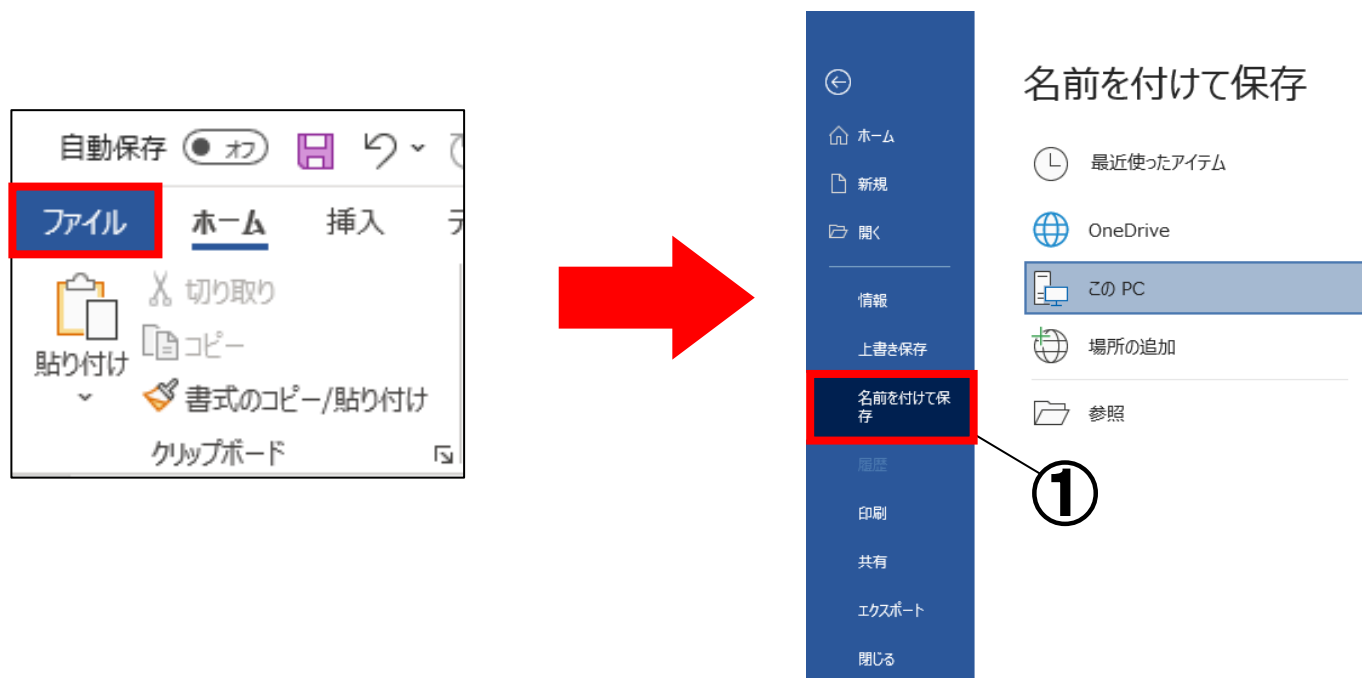 自動保存 オフ
ファイル ホーム 挿入
切り取り
コピー
貼り付け
書式のコピー/貼り付け
クリップボード
名前を付けて保存
ホーム
新規
開く
情報
上書き保存
名前を付けて保
存
履歴
印刷
共有
エクスポート
閉じる
最近使ったアイテム
OneDrive
この PC
場所の追加
参照
①